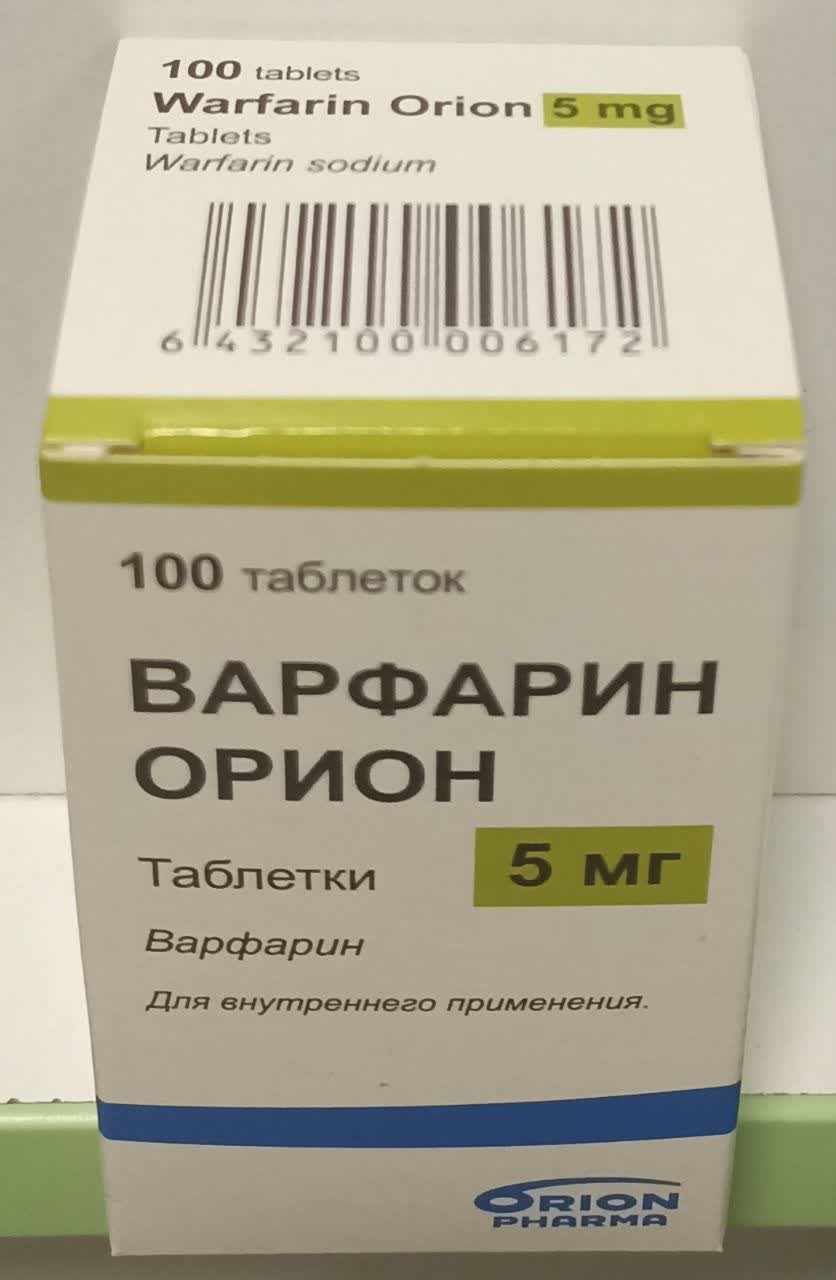 100 tablets
Warfarin Orion 5 mg
Tablets
Warfarin sodium
6 432100 006172
100 таблеток
ВАРФАРИН
ОРИОН
Таблетки 5 мг
Варфарин
Для внутреннего применения.
ORION
PHARMA